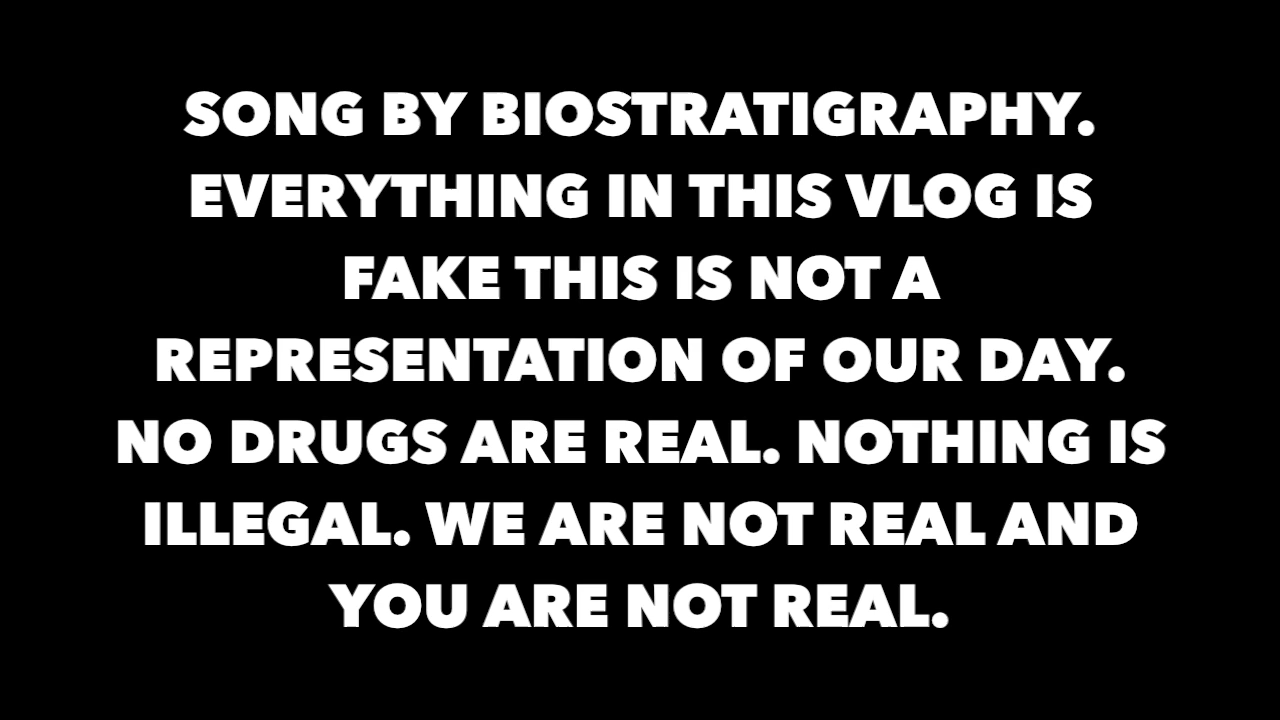 SONG BY BIOSTRATIGRAPHY.
EVERYTHING IN THIS VLOG IS
FAKE THIS IS NOT A
REPRESENTATION OF OUR DAY.
NO DRUGS ARE REAL. NOTHING IS
ILLEGAL. WE ARE NOT REAL AND
YOU ARE NOT REAL.